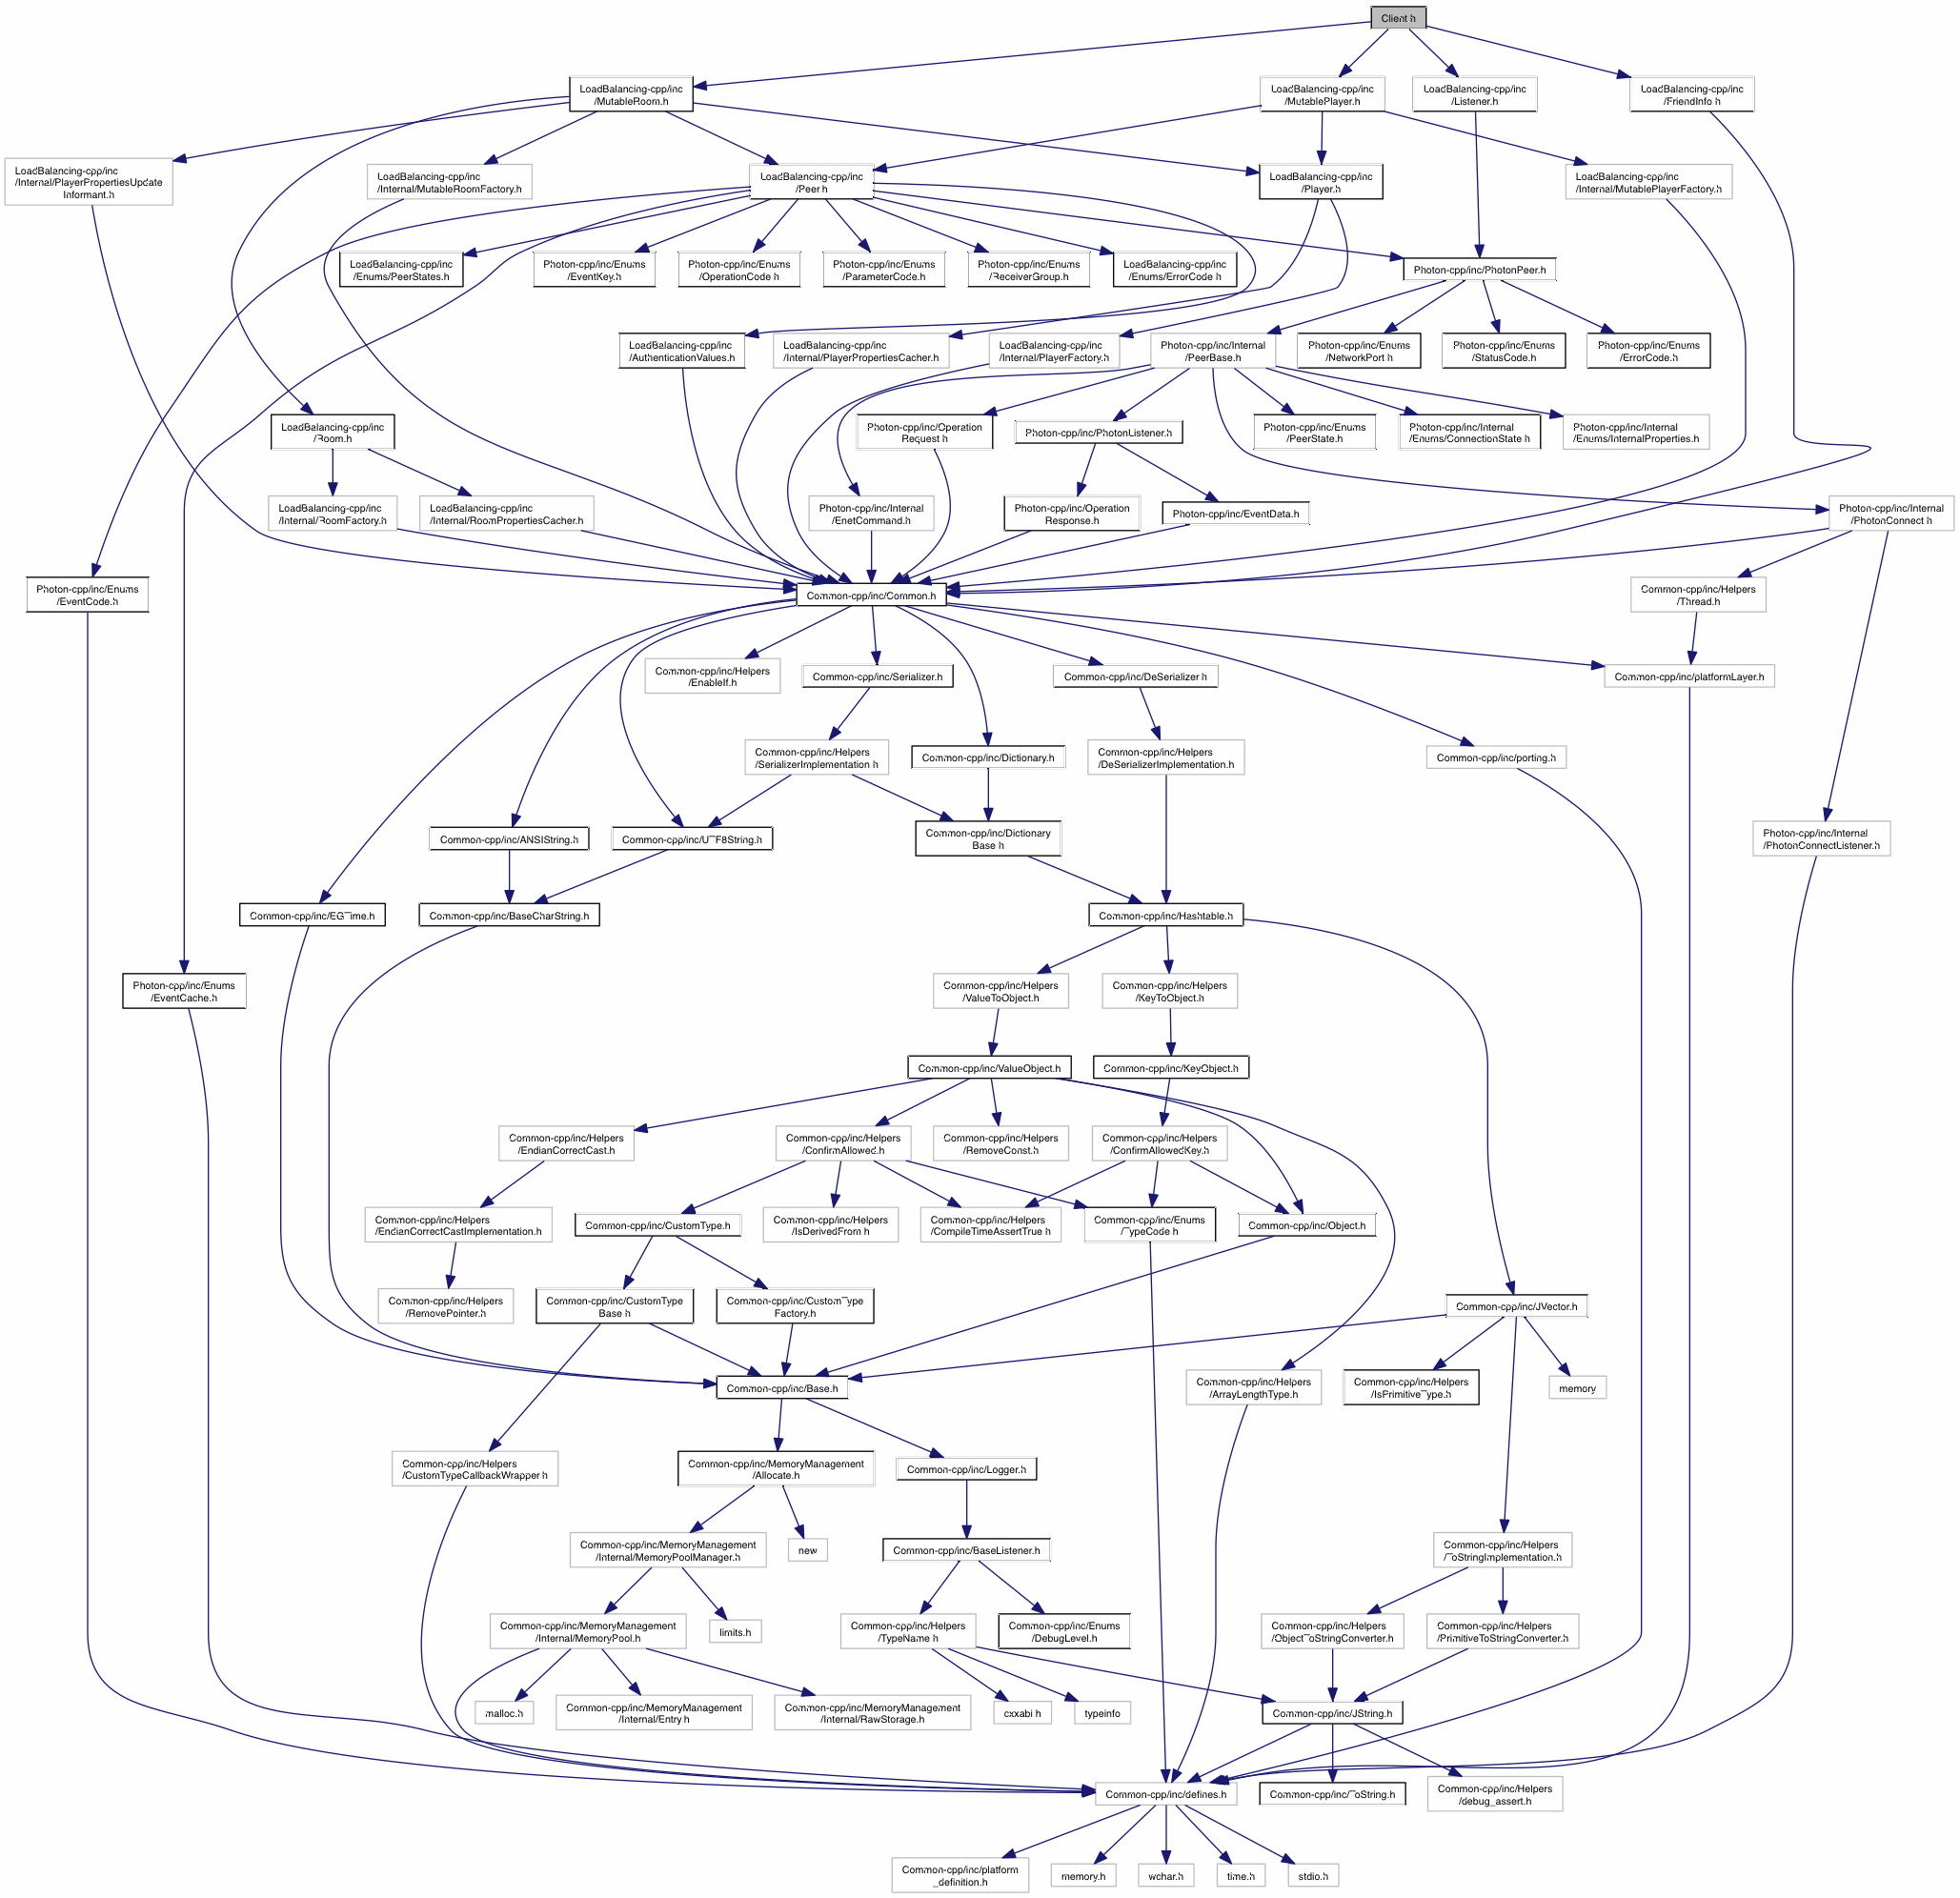 Client.h
LoadBalancing-cpp/inc
/MutableRoom.h
LoadBalancing-cpp/inc
/MutablePlayer.h
LoadBalancing-cpp/inc
/Listener.h
LoadBalancing-cpp/inc
/FriendInfo.h
LoadBalancing-cpp/inc
/Internal/PlayerPropertiesUpdate
Informant.h
LoadBalancing-cpp/inc
/Internal/MutableRoomFactory.h
LoadBalancing-cpp/inc
/Peer.h
LoadBalancing-cpp/inc
/Player.h
LoadBalancing-cpp/inc
/Internal/MutablePlayerFactory.h
LoadBalancing-cpp/inc
/Enums/PeerStates.h
Photon-cpp/inc/Enums
/EventKey.h
Photon-cpp/inc/Enums
/OperationCode.h
Photon-cpp/inc/Enums
/ParameterCode.h
Photon-cpp/inc/Enums
/ReceiverGroup.h
LoadBalancing-cpp/inc
/Enums/ErrorCode.h
Photon-cpp/inc/PhotonPeer.h
LoadBalancing-cpp/inc
/AuthenticationValues.h
LoadBalancing-cpp/inc
/Internal/PlayerPropertiesCacher.h
LoadBalancing-cpp/inc
/Internal/PlayerFactory.h
Photon-cpp/inc/Internal
/PeerBase.h
Photon-cpp/inc/Enums
/NetworkPort.h
Photon-cpp/inc/Enums
/StatusCode.h
Photon-cpp/inc/Enums
/ErrorCode.h
LoadBalancing-cpp/inc
/Room.h
Photon-cpp/inc/Operation
Request.h
Photon-cpp/inc/PhotonListener.h
Photon-cpp/inc/Enums
/PeerState.h
Photon-cpp/inc/Internal
/Enums/ConnectionState.h
Photon-cpp/inc/Internal
/Enums/InternalProperties.h
LoadBalancing-cpp/inc
/Internal/RoomFactory.h
LoadBalancing-cpp/inc
/Internal/RoomPropertiesCacher.h
Photon-cpp/inc/Internal
/EnetCommand.h
Photon-cpp/inc/Operation
Response.h
Photon-cpp/inc/EventData.h
Photon-cpp/inc/Internal
/PhotonConnect.h
Photon-cpp/inc/Enums
/EventCode.h
Common-cpp/inc/Common.h
Common-cpp/inc/Helpers
/Thread.h
Common-cpp/inc/Helpers
/EnableIf.h
Common-cpp/inc/Serializer.h
Common-cpp/inc/DeSerializer.h
Common-cpp/inc/platformLayer.h
Common-cpp/inc/Helpers
/SerializerImplementation.h
Common-cpp/inc/Dictionary.h
Common-cpp/inc/Helpers
/DeSerializerImplementation.h
Common-cpp/inc/porting.h
Common-cpp/inc/ANSIString.h
Common-cpp/inc/UTF8String.h
Common-cpp/inc/Dictionary
Base.h
Photon-cpp/inc/Internal
/PhotonConnectListener.h
Common-cpp/inc/EGTime.h
Common-cpp/inc/BaseCharString.h
Common-cpp/inc/Hashtable.h
Photon-cpp/inc/Enums
/EventCache.h
Common-cpp/inc/Helpers
/ValueToObject.h
Common-cpp/inc/Helpers
/KeyToObject.h
Common-cpp/inc/ValueObject.h
Common-cpp/inc/KeyObject.h
Common-cpp/inc/Helpers
/EndianCorrectCast.h
Common-cpp/inc/Helpers
/ConfirmAllowed.h
Common-cpp/inc/Helpers
/RemoveConst.h
Common-cpp/inc/Helpers
/ConfirmAllowedKey.h
Common-cpp/inc/Helpers
/EndianCorrectCastImplementation.h
Common-cpp/inc/CustomType.h
Common-cpp/inc/Helpers
/IsDerivedFrom.h
Common-cpp/inc/Helpers
/CompileTimeAssertTrue.h
Common-cpp/inc/Enums
/TypeCode.h
Common-cpp/inc/Object.h
Common-cpp/inc/Helpers
/RemovePointer.h
Common-cpp/inc/CustomType
Base.h
Common-cpp/inc/CustomType
Factory.h
Common-cpp/inc/JVector.h
Common-cpp/inc/Base.h
Common-cpp/inc/Helpers
/ArrayLengthType.h
Common-cpp/inc/Helpers
/IsPrimitiveType.h
memory
Common-cpp/inc/Helpers
/CustomTypeCallbackWrapper.h
Common-cpp/inc/MemoryManagement
/Allocate.h
Common-cpp/inc/Logger.h
Common-cpp/inc/MemoryManagement
/Internal/MemoryPoolManager.h
new
Common-cpp/inc/BaseListener.h
Common-cpp/inc/Helpers
/ToStringImplementation.h
Common-cpp/inc/MemoryManagement
/Internal/MemoryPool.h
limits.h
Common-cpp/inc/Helpers
/TypeName.h
Common-cpp/inc/Enums
/DebugLevel.h
Common-cpp/inc/Helpers
/ObjectToStringConverter.h
Common-cpp/inc/Helpers
/PrimitiveToStringConverter.h
malloc.h
Common-cpp/inc/MemoryManagement
/Internal/Entry.h
Common-cpp/inc/MemoryManagement
/Internal/RawStorage.h
cxxabi.h
typeinfo
Common-cpp/inc/JString.h
Common-cpp/inc/defines.h
Common-cpp/inc/ToString.h
Common-cpp/inc/Helpers
/debug_assert.h
Common-cpp/inc/platform
_definition.h
memory.h
wchar.h
time.h
stdio.h